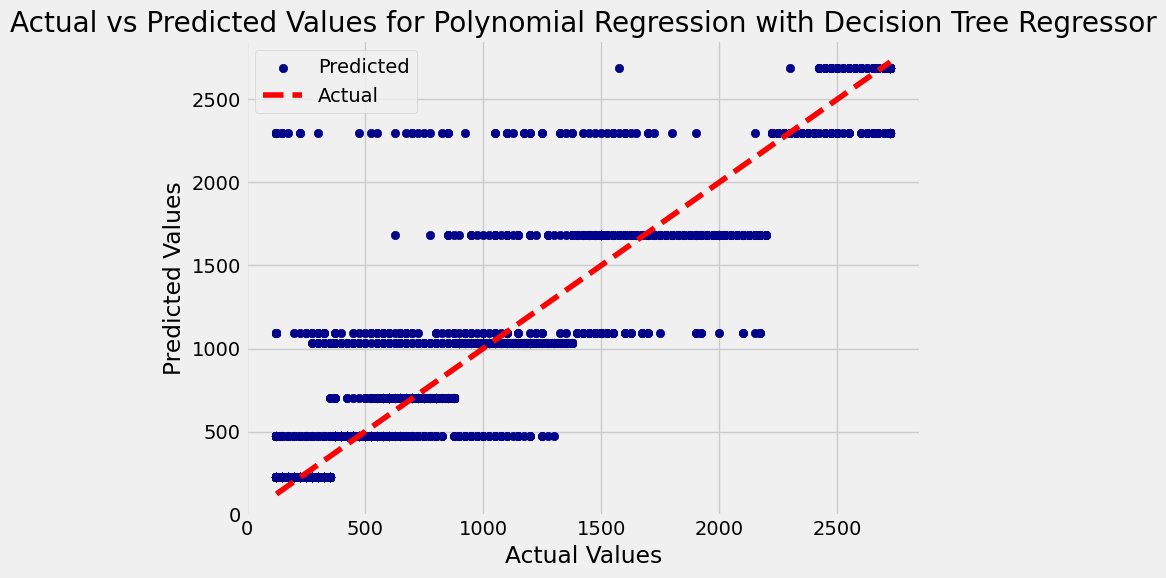 Actual vs Predicted Values for Polynomial Regression with Decision Tree Regressor
Predicted
Actual
2500
2000
1500
1000
500
0
Predicted Values
0 500 1000 1500 2000 2500
Actual Values